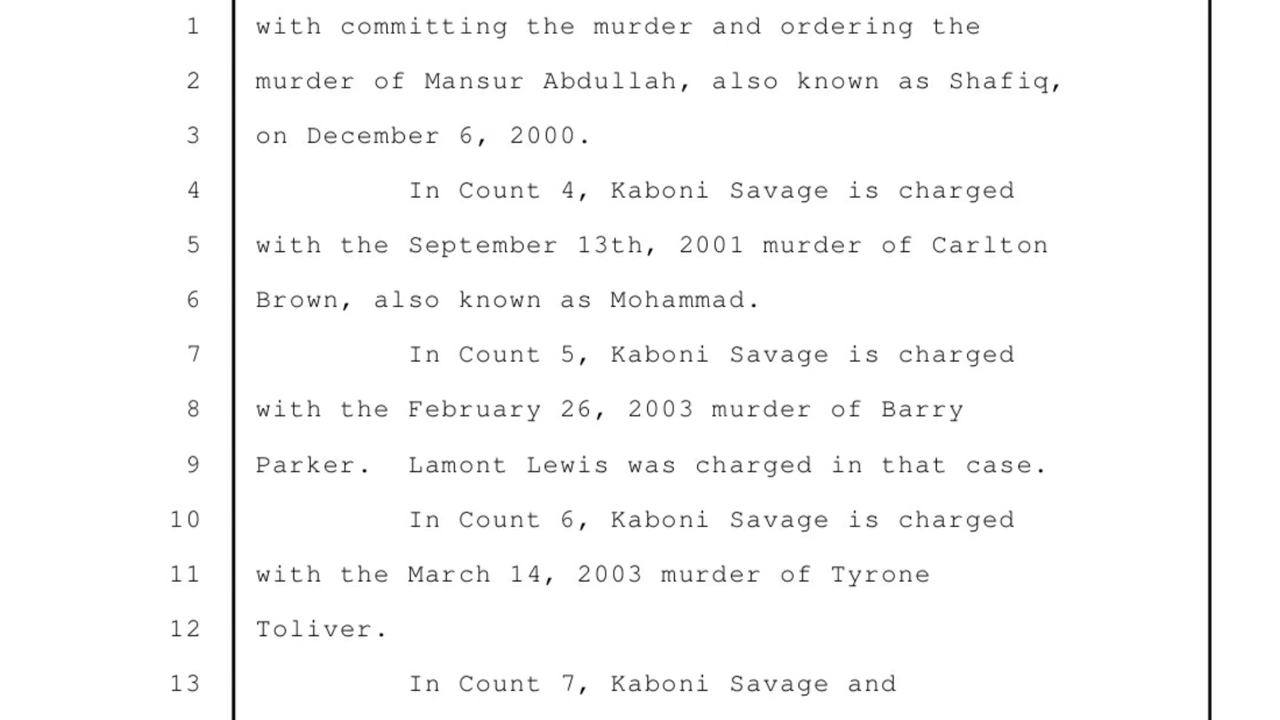 1 with committing the murder and ordering the
2 murder of Mansur Abdullah, also known as Shafiq,
3 on December 6, 2000.
4 In Count 4, Kaboni Savage is charged
5 with the September 13th, 2001 murder of Carlton
6 Brown, also known as Mohammad.
7 In Count 5, Kaboni Savage is charged
8 with the February 26, 2003 murder of Barry
9 Parker. Lamont Lewis was charged in that case.
10 In Count 6, Kaboni Savage is charged
11 with the March 14, 2003 murder of Tyrone
12 Toliver.
13 In Count 7, Kaboni Savage and